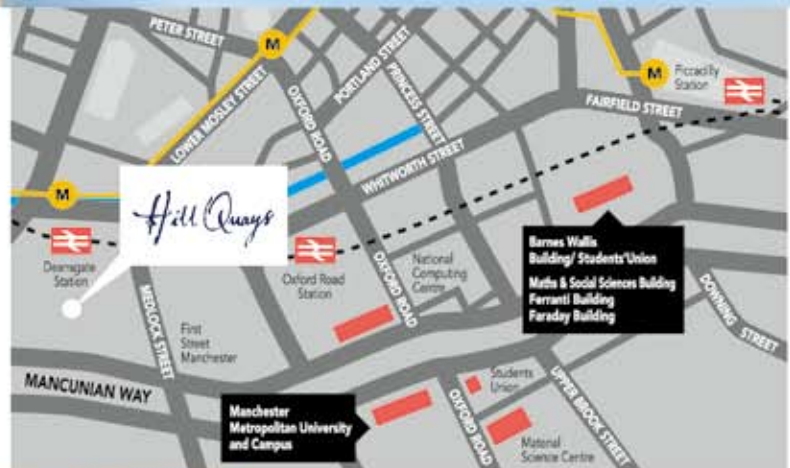 PETER STREET
M
LOWER MOSLEY STREET
OXFORD ROAD
PORTLAND STREET
PRINCESS STREET
M
Piccadilly
Station
FAIRFIELD STREET
WHITWORTH STREET
M
Hill Quays
Deansgate
Station
Oxford Road
Station
OXFORD ROAD
National
Computing
Centre
Barnes Wallis
Building/ Students'Union
Maths & Social Sciences Building
Ferranti Building
Faraday Building
DOWNING STREET
MEDLOCK STREET
First
Street
Manchester
MANCUNIAN WAY
Manchester
Metropolitan University
and Campus
OXFORD ROAD
Students
Union
UPPER BROOK STREET
Material
Science Centre